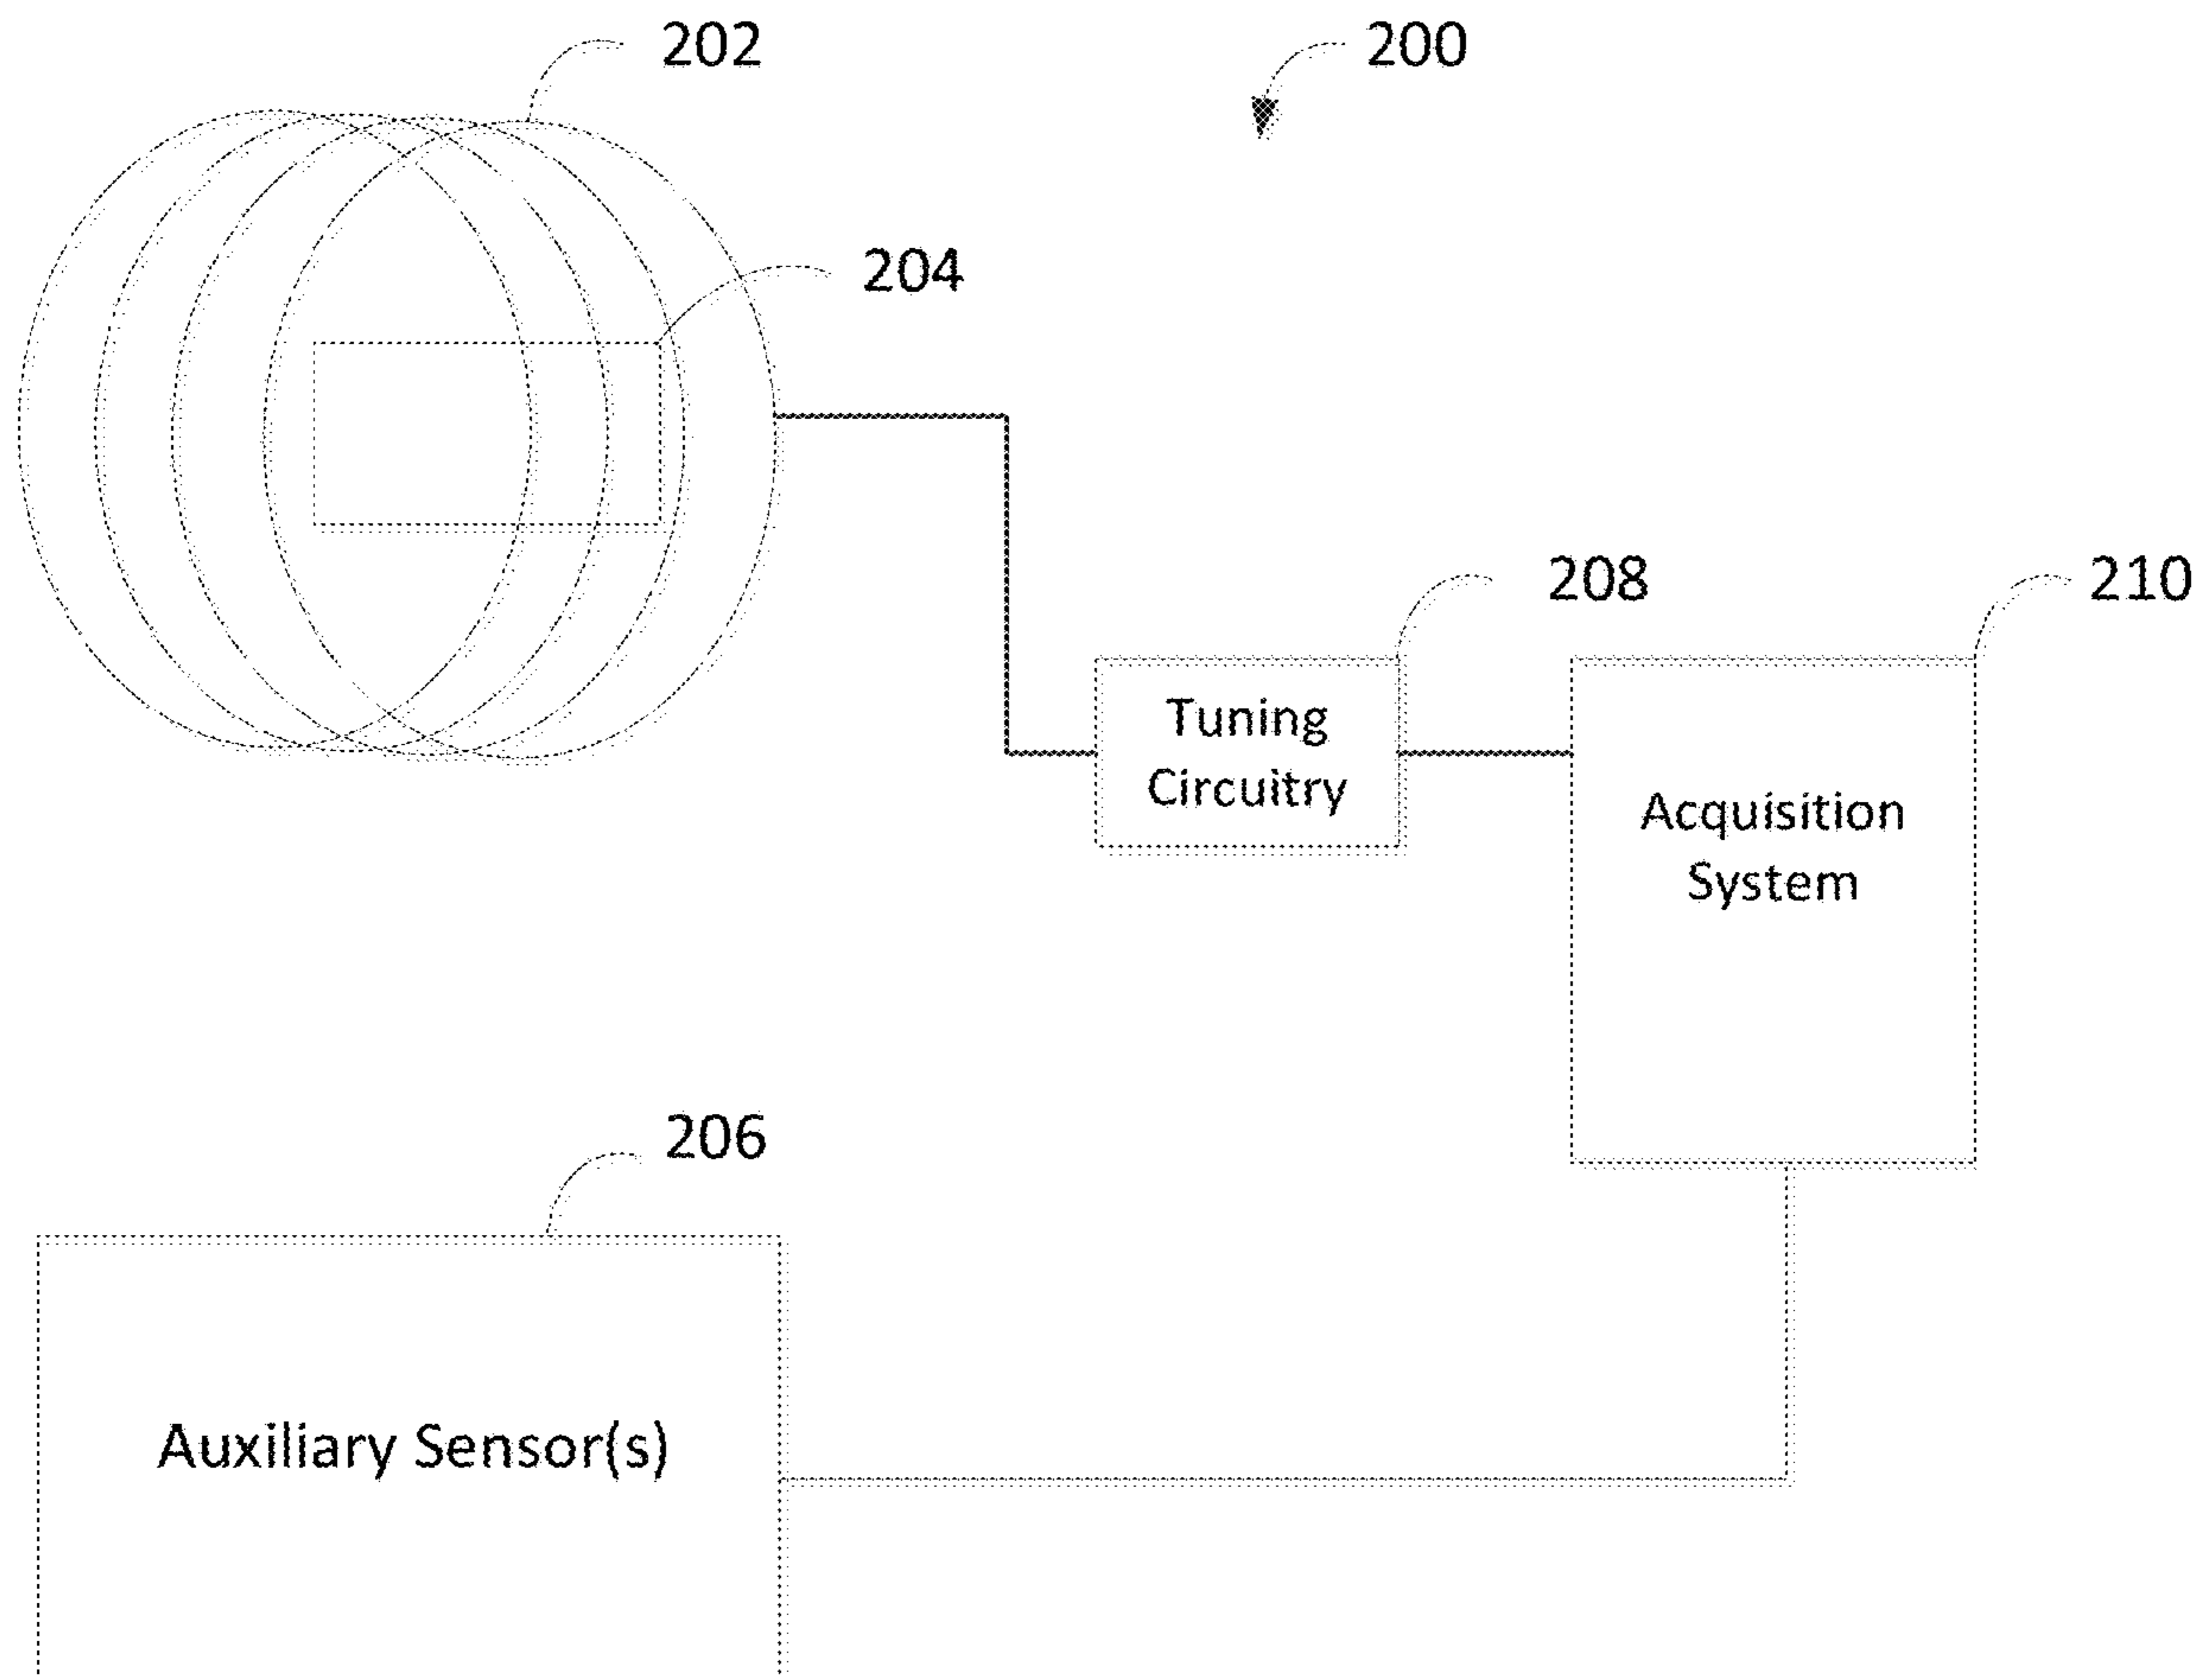 202
200
204
208
210
Tuning
Circuitry
Acquisition
System
206
Auxiliary Sensor(s)